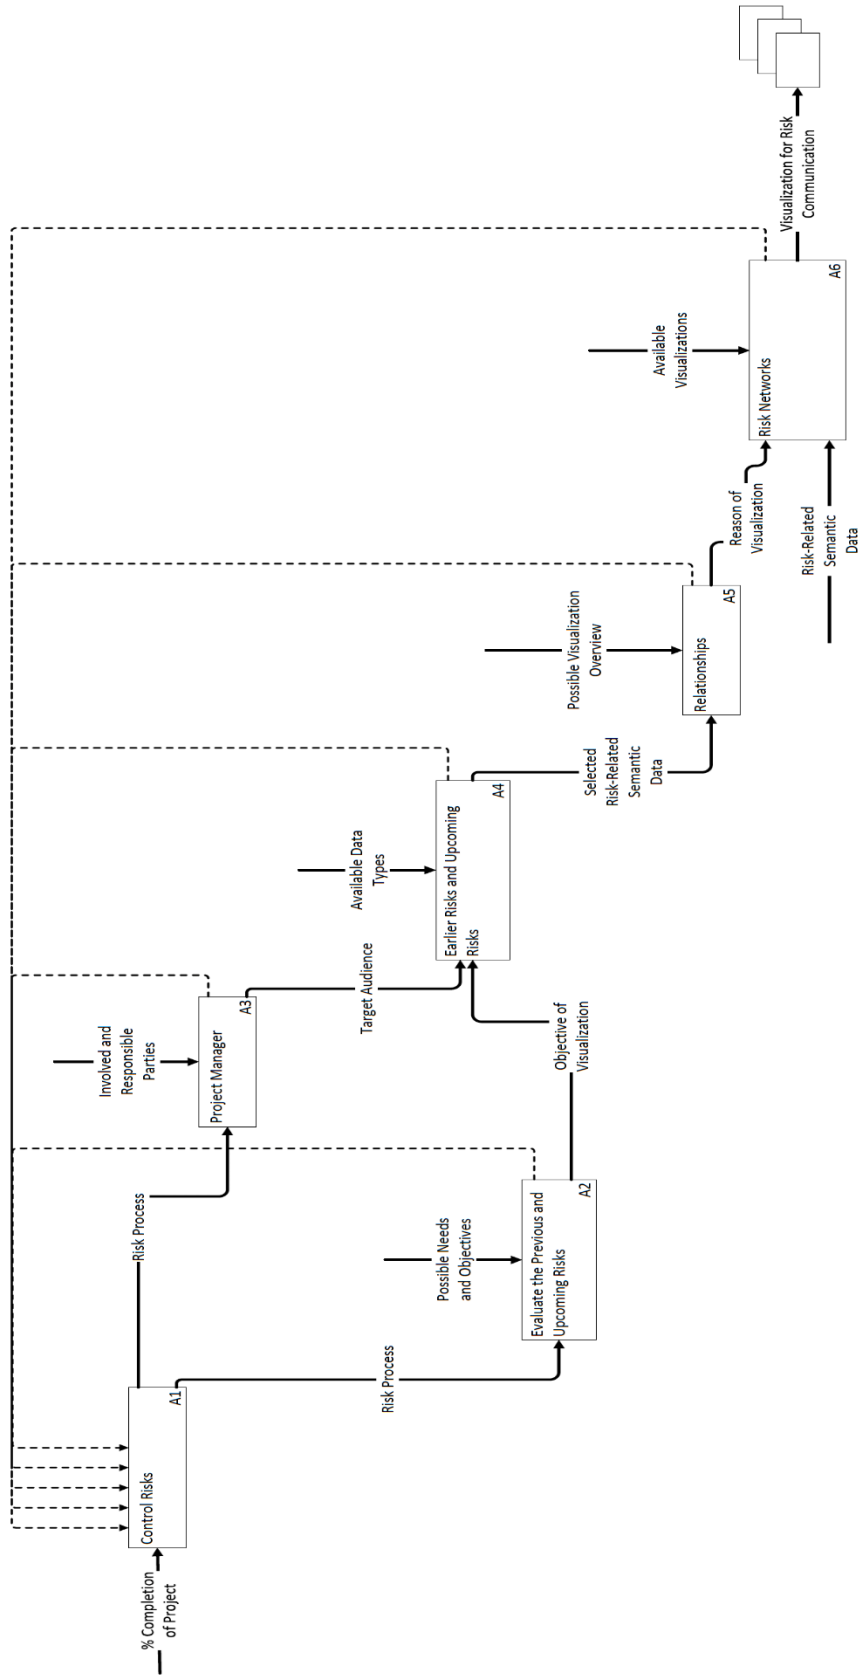 % Completion
of Project
Control Risks
A1
Risk Process
Risk Process
Possible Needs
and Objectives
Evaluate the Previous and
Upcoming Risks
A2
Involved and
Responsible
Parties
Project Manager
A3
Target Audience
Objective of
Visualization
Available Data
Types
Earlier Risks and Upcoming
Risks
A4
Selected
Risk-Related
Semantic
Data
Possible Visualization
Overview
Relationships
A5
Reason of
Visualization
Risk-Related
Semantic
Data
Available
Visualizations
Risk Networks
A6
Visualization for Risk
Communication